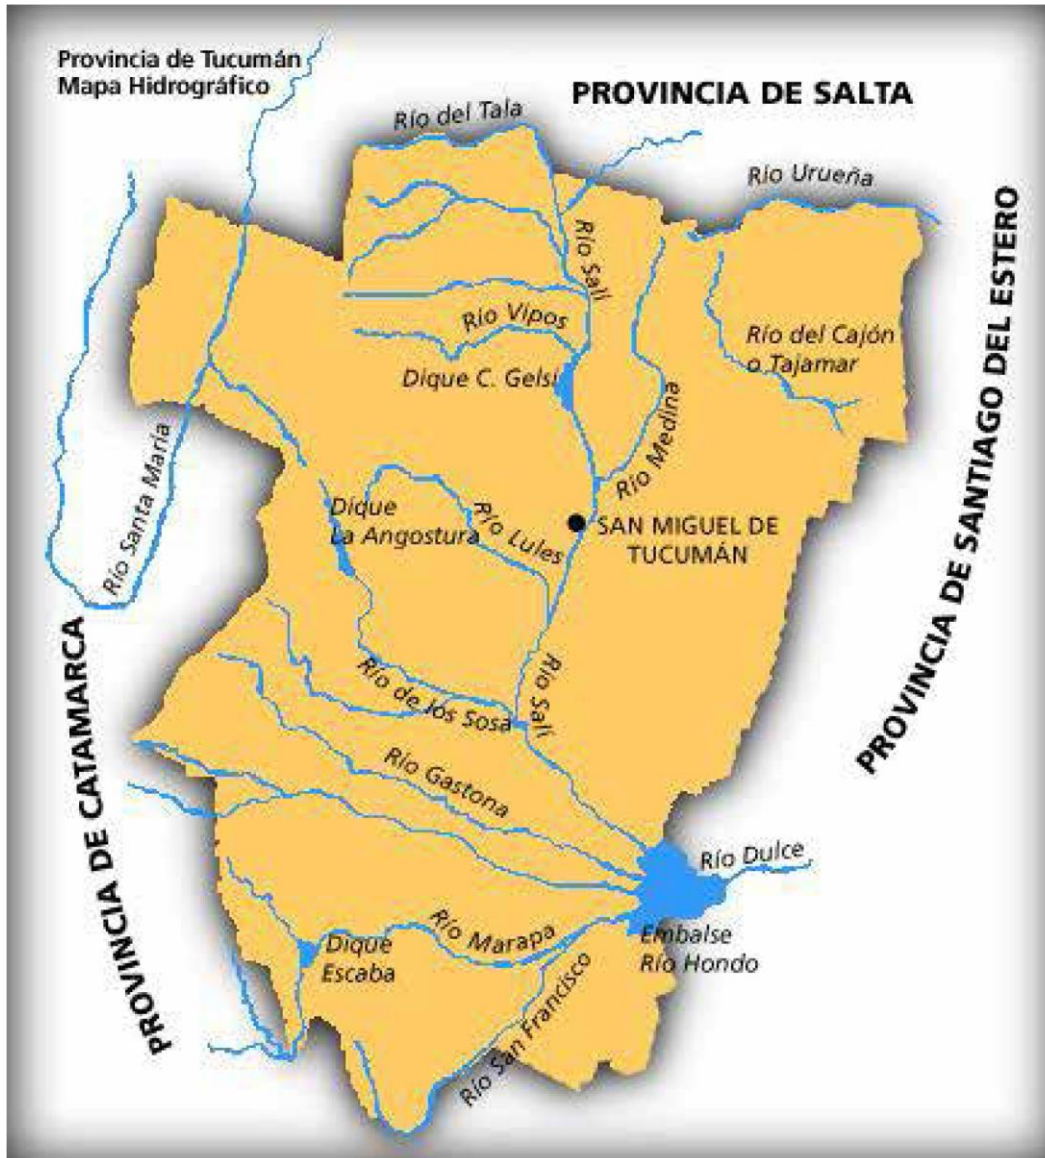 Provincia de Tucumán
Mapa Hidrográfico
PROVINCIA DE SALTA
Río del Tala
Río Urueña
Río Salí
Río Vipos
Río del Cajón
o Tajamar
Dique C. Gelsi
Río Medina
Río Santa María
Dique
La Angostura
Río Lules
SAN MIGUEL DE
TUCUMÁN
PROVINCIA DE SANTIAGO DEL ESTERO
PROVINCIA DE CATAMARCA
Río de los Sosa
Río Salí
Río Gastona
Río Dulce
Río Marapa
Embalse
Río Hondo
Dique
Escaba
Río San Francisco